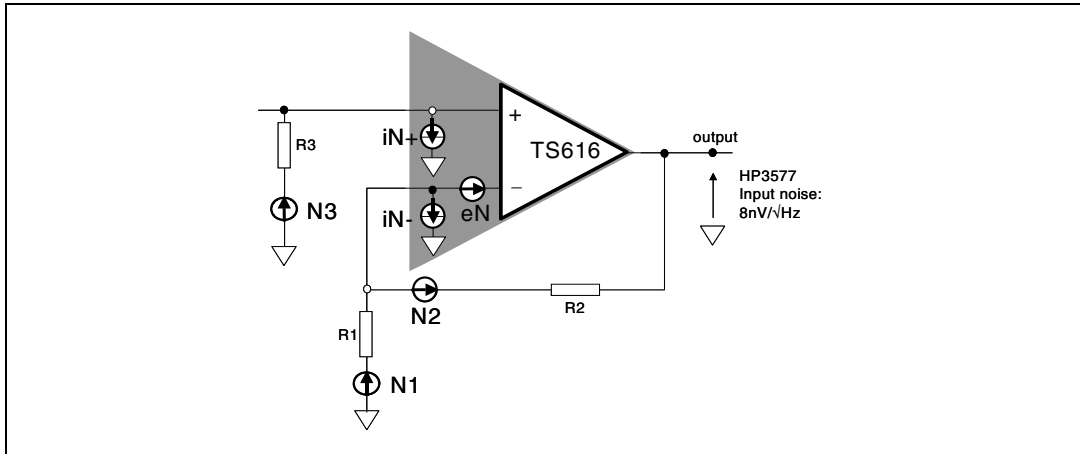 +
iN+
R3
TS616
output
HP3577
Input noise:
8nV/√Hz
_
N3
iN-
eN
N2
R2
R1
N1